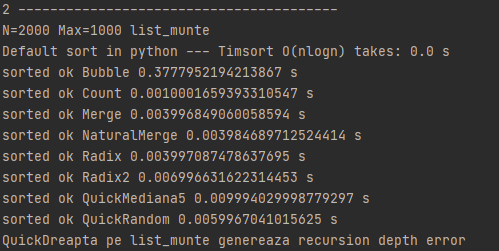 2 ---------------------------------------
N=2000 Max=1000 list_munte
Default sort in python --- Timsort O(nlogn) takes: 0.0 s
sorted ok Bubble 0.3777952194213867 s
sorted ok Count 0.0010001659393310547 s
sorted ok Merge 0.003996849060058594 s
sorted ok NaturalMerge 0.003984689712524414 s
sorted ok Radix 0.003997087478637695 s
sorted ok Radix2 0.006996631622314453 s
sorted ok QuickMediana5 0.009994029998779297 s
sorted ok QuickRandom 0.0059967041015625 s
QuickDreapta pe list_munte genereaza recursion depth error